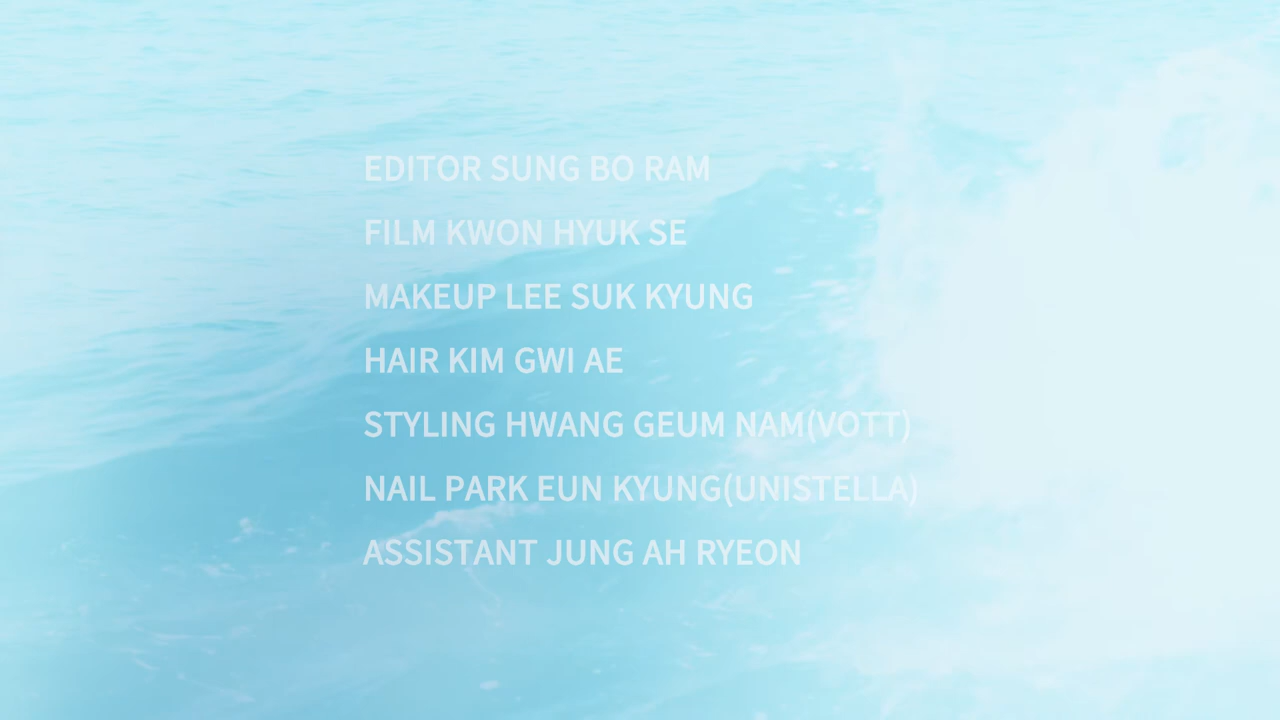 EDITOR SUNG BO RAM
FILM KWON HYUK SE
MAKEUP LEE SUK KYUNG
HAIR KIM GWI AE
STYLING HWANG GEUM NAM(VOTT)
NAIL PARK EUN KYUNG(UNISTELLA)
ASSISTANT JUNG AH RYEON